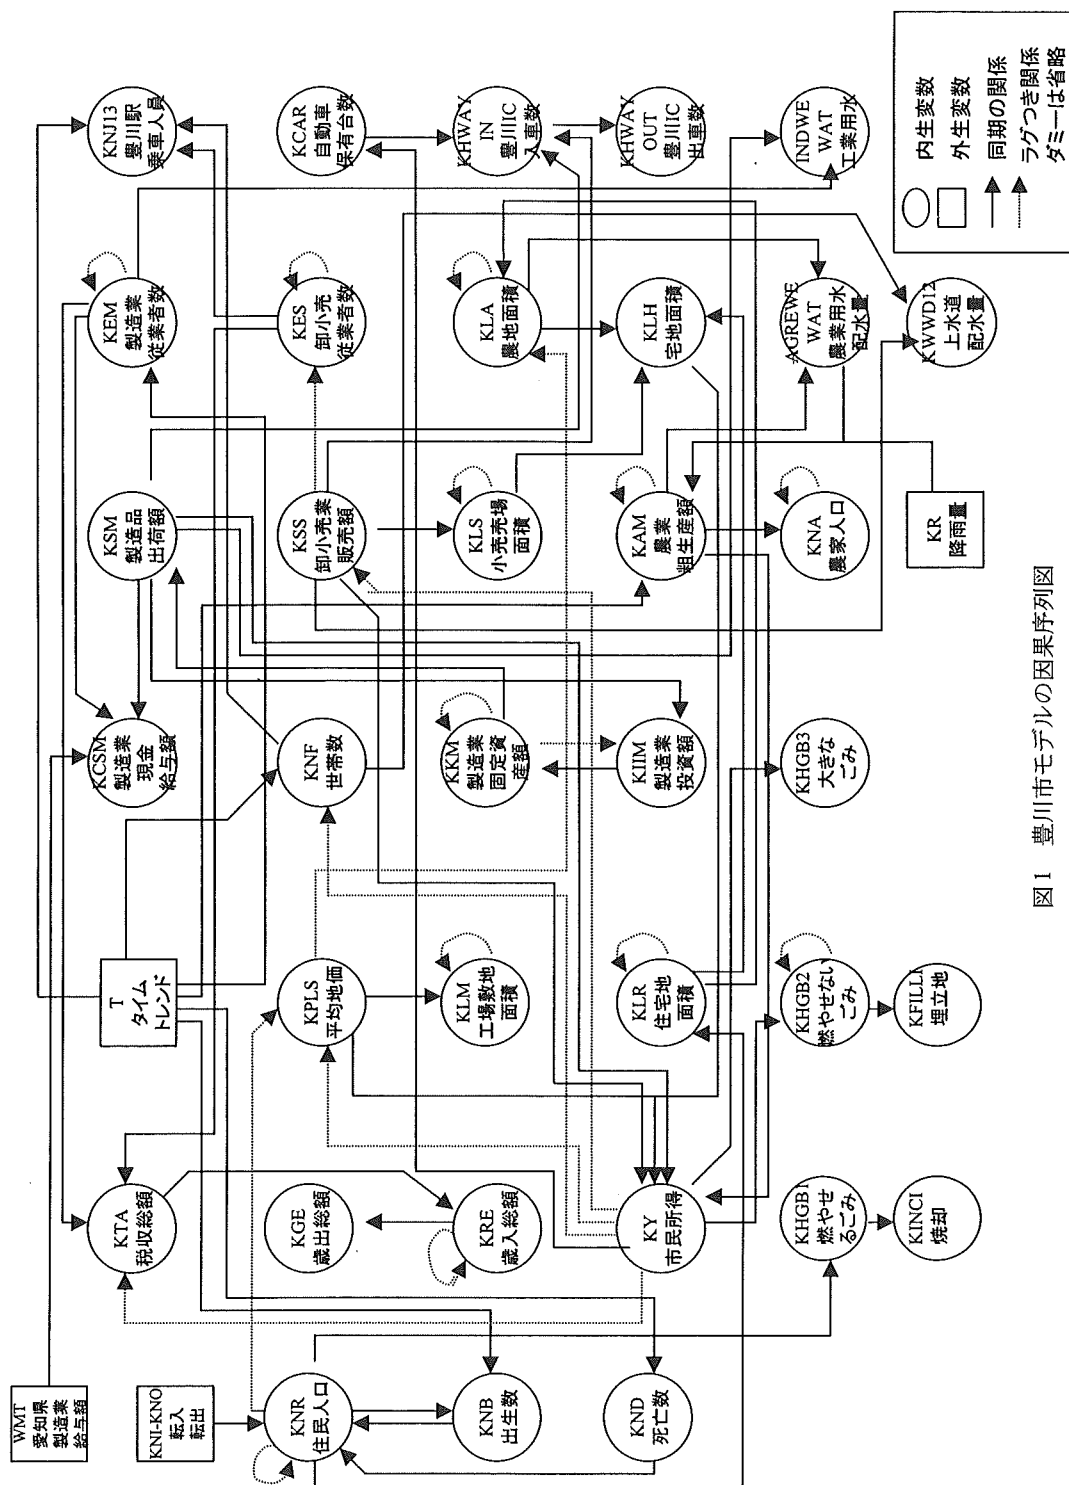 WMT
愛知県
製造業
給与額
KNI-KNO
転入
転出
KNR
住民人口
KNB
出生数
KND
死亡数
KTA
税収総額
KGE
歳出総額
KRE
歳入総額
KY
市民所得
KHGB1
燃やせ
るごみ
KINCI
焼却
T
タイム
トレンド
KPLS
平均地価
KLM
工場敷地
面積
KLR
住宅地
面積
KHGB2
燃やせない
ごみ
KFILL1
埋立地
KCSM
製造業
現金
給与額
KNF
世帯数
KKM
製造業
固定資
産額
KIIM
製造業
投資額
KHGB3
大きな
ごみ
KSM
製造品
出荷額
KSS
卸小売業
販売額
KLS
小売売場
面積
KAM
農業
粗生産額
KNA
農家人口
KR
降雨量
KEM
製造業
従業者数
KES
卸小売
従業者数
KLA
農地面積
KLH
宅地面積
AGREWE
WAT
農業用水
配水量
KWWD12
上水道
配水量
KNJ13
豊川駅
乗車人員
KCAR
自動車
保有台数
KHWAY
IN
豊川IC
入車数
KHWAY
OUT
豊川IC
出車数
INDWE
WAT
工業用水
内生変数
外生変数
同期の関係
ラグつき関係
ダミーは省略
図1 豊川市モデルの因果序列図